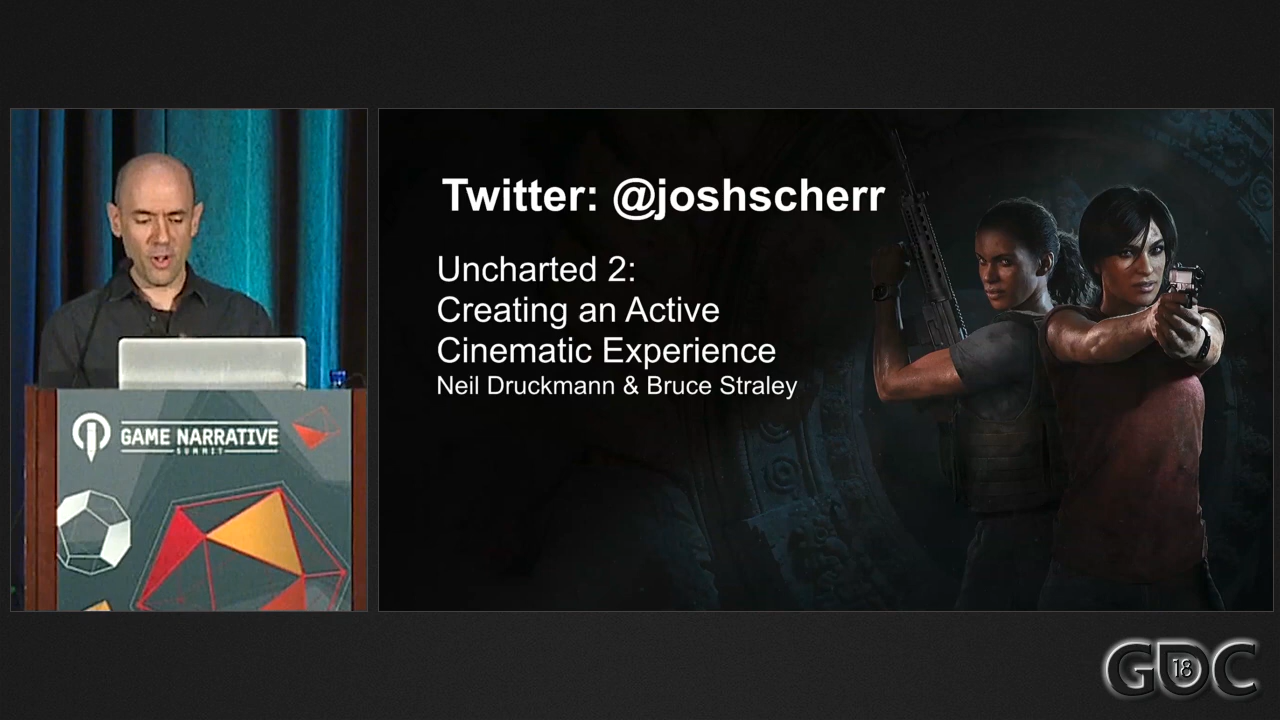 Twitter: @joshscherr
Uncharted 2:
Creating an Active
Cinematic Experience
Neil Druckmann & Bruce Straley
GAME NARRATIVE
SUMMIT
GDC
18